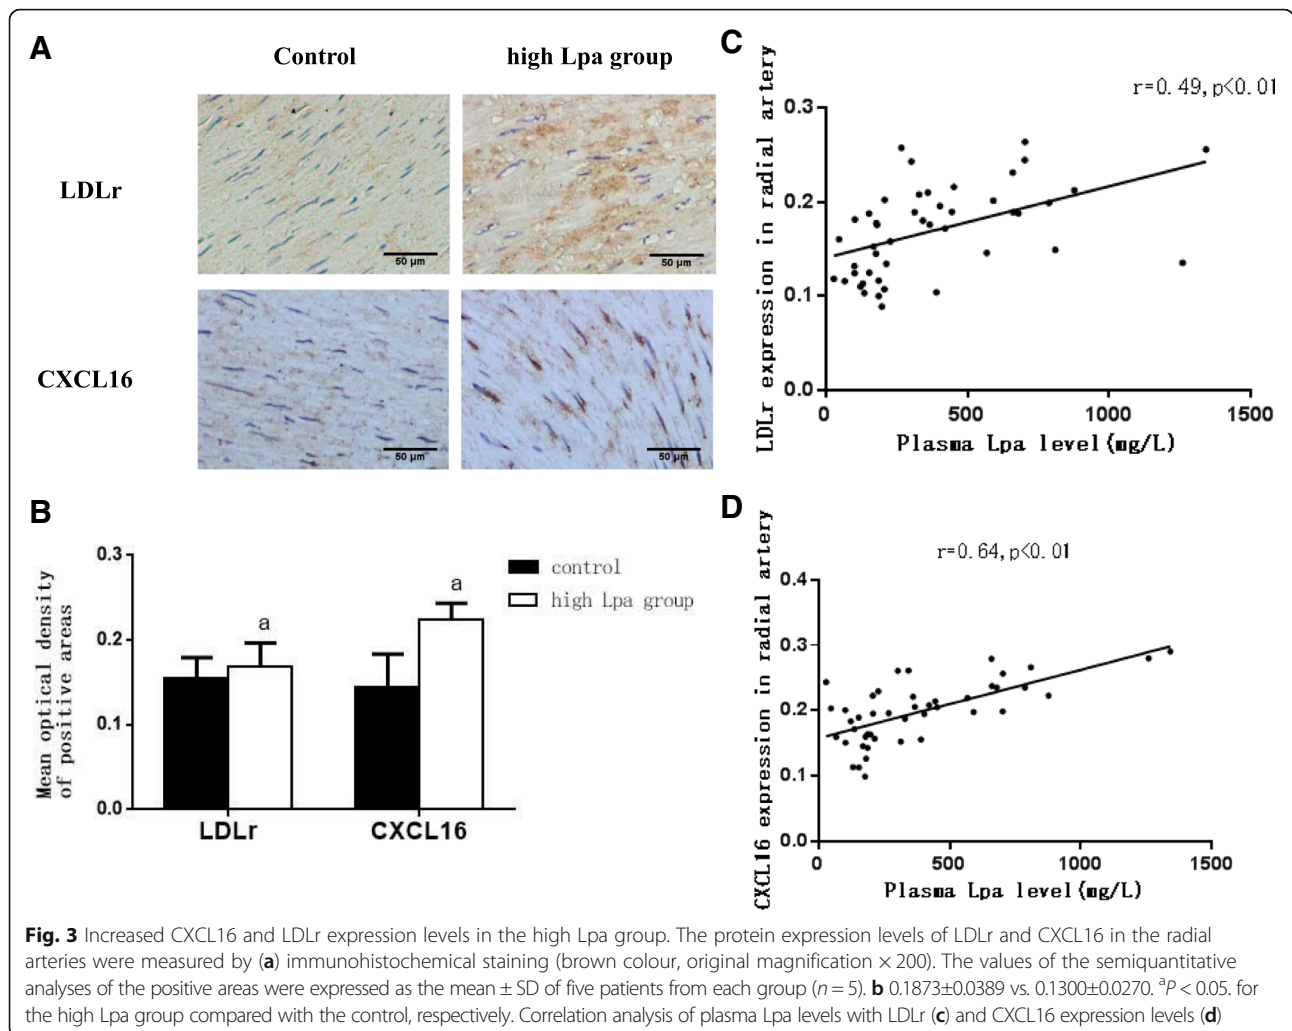 A
Control
high Lpa group
LDLr
50 µm
50 µm
CXCL16
50 µm
50 µm
B
Mean optical density
of positive areas
0.3
0.2
0.1
0.0
a
a
control
high Lpa group
LDLr
CXCL16
C
LDLr expression in radial artery
r=0.49, p<0.01
0.3
0.2
0.1
0.0
0
500
1000
1500
Plasma Lpa level(mg/L)
D
CXCL16 expression in radial artery
r=0.64, p<0.01
0.4
0.3
0.2
0.1
0.0
0
500
1000
1500
Plasma Lpa level(mg/L)
Fig. 3 Increased CXCL16 and LDLr expression levels in the high Lpa group. The protein expression levels of LDLr and CXCL16 in the radial
arteries were measured by (a) immunohistochemical staining (brown colour, original magnification × 200). The values of the semiquantitative
analyses of the positive areas were expressed as the mean ± SD of five patients from each group (n = 5). b 0.1873±0.0389 vs. 0.1300±0.0270. aP < 0.05. for
the high Lpa group compared with the control, respectively. Correlation analysis of plasma Lpa levels with LDLr (c) and CXCL16 expression levels (d)